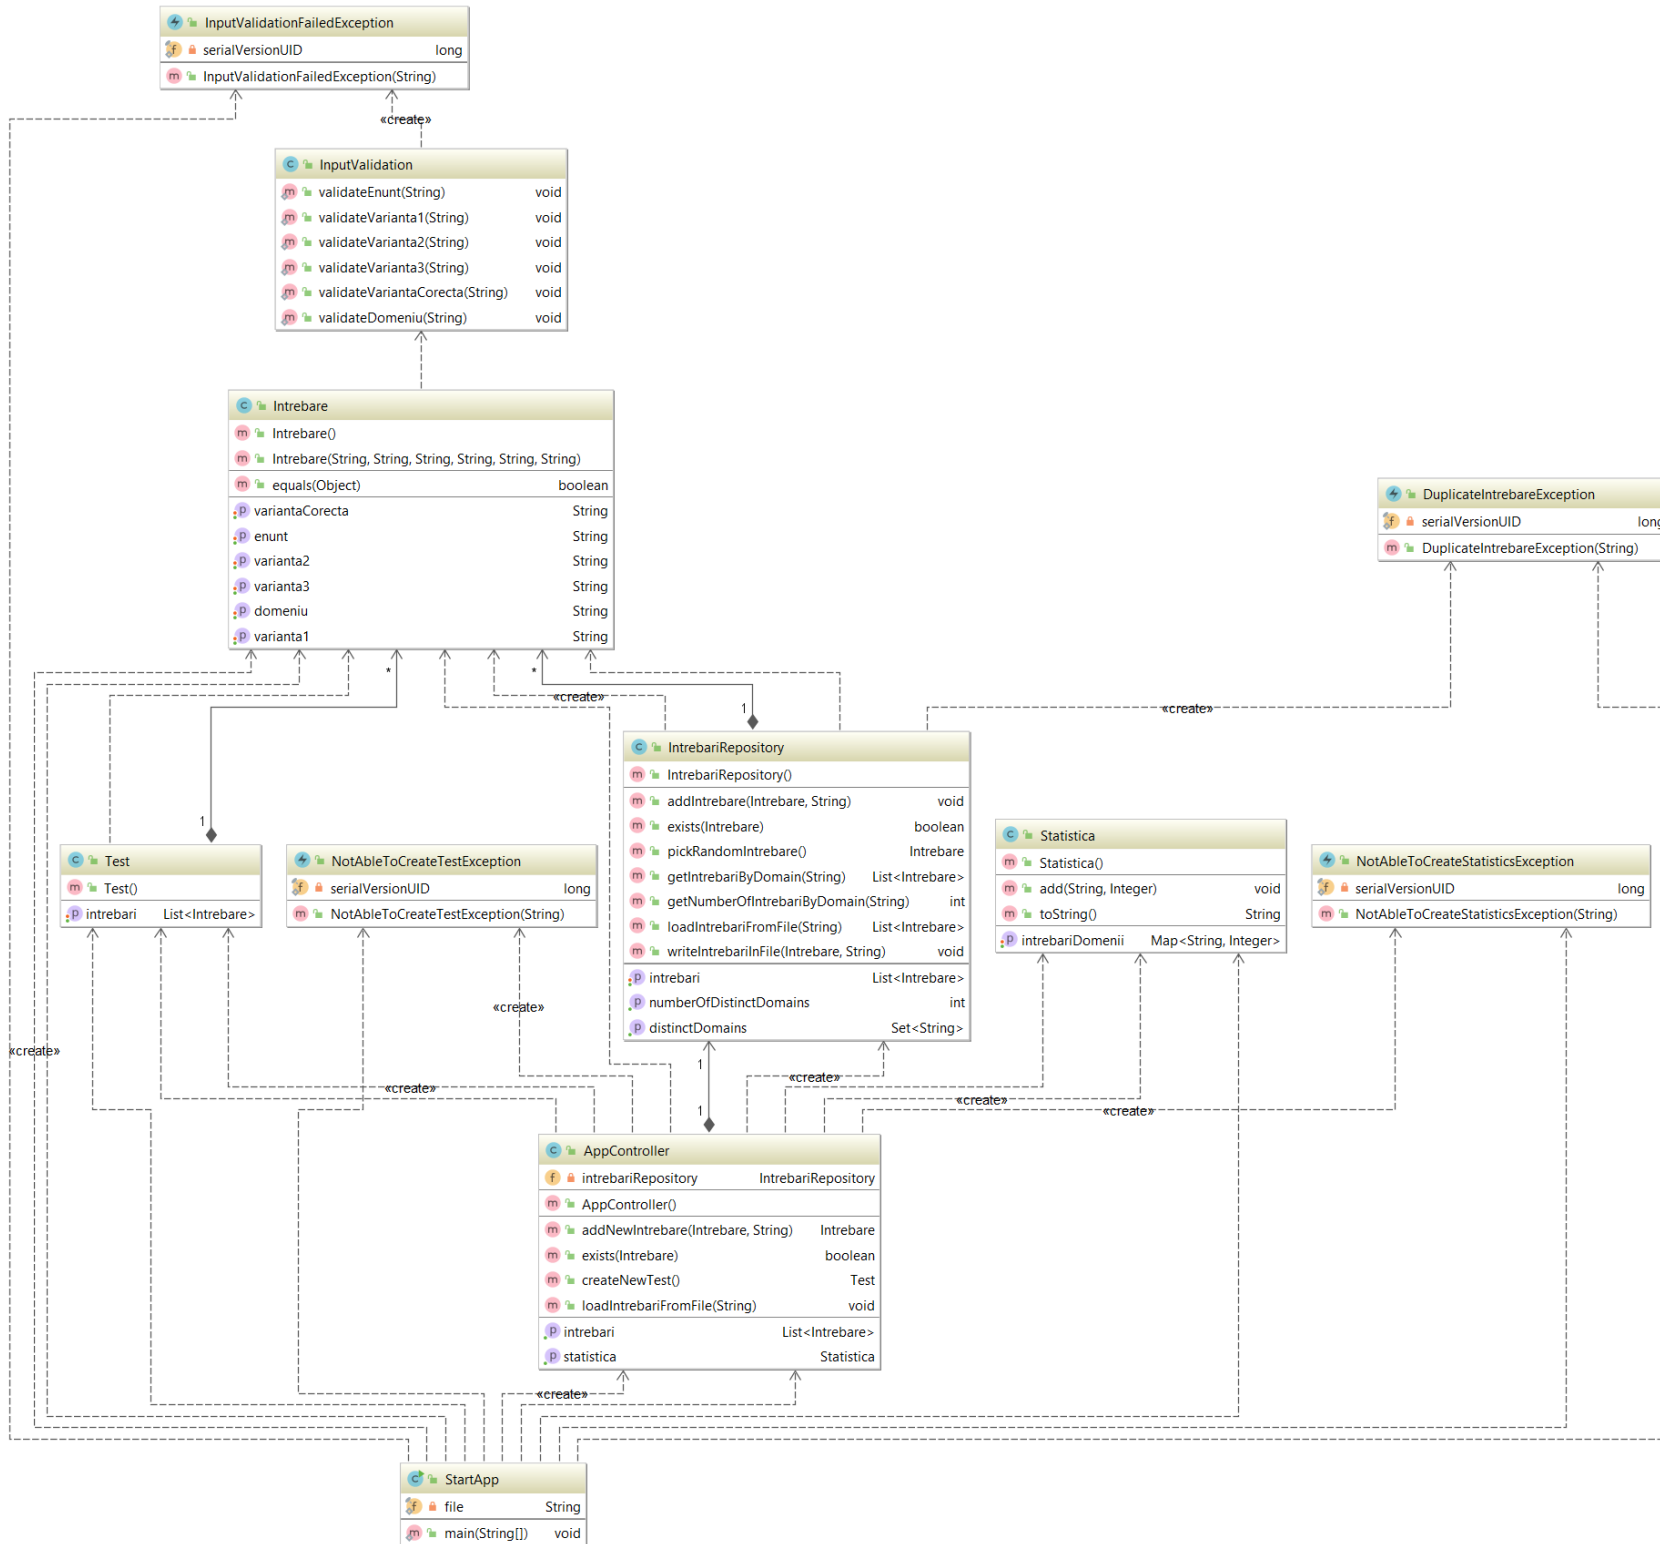 InputValidationFailedException
serialVersionUID long
InputValidationFailedException(String)
«create»
InputValidation
validateEnunt(String) void
validateVarianta1(String) void
validateVarianta2(String) void
validateVarianta3(String) void
validateVariantaCorecta(String) void
validateDomeniu(String) void
Intrebare
Intrebare()
Intrebare(String, String, String, String, String, String)
equals(Object) boolean
variantaCorecta String
enunt String
varianta2 String
varianta3 String
domeniu String
varianta1 String
DuplicateIntrebareException
serialVersionUID long
DuplicateIntrebareException(String)
* *
«create»
1
«create»
IntrebariRepository
IntrebariRepository()
addIntrebare(Intrebare, String) void
exists(Intrebare) boolean
pickRandomIntrebare() Intrebare
getIntrebariByDomain(String) List<Intrebare>
getNumberOfIntrebariByDomain(String) int
loadIntrebariFromFile(String) List<Intrebare>
writeIntrebariInFile(Intrebare, String) void
intrebari List<Intrebare>
numberOfDistinctDomains int
distinctDomains Set<String>
1
Test
Test()
intrebari List<Intrebare>
NotAbleToCreateTestException
serialVersionUID long
NotAbleToCreateTestException(String)
Statistica
Statistica()
add(String, Integer) void
toString() String
intrebariDomenii Map<String, Integer>
NotAbleToCreateStatisticsException
serialVersionUID long
NotAbleToCreateStatisticsException(String)
«create»
«create»
1
«create»
«create»
«create»
1
«create»
AppController
intrebariRepository IntrebariRepository
AppController()
addNewIntrebare(Intrebare, String) Intrebare
exists(Intrebare) boolean
createNewTest() Test
loadIntrebariFromFile(String) void
intrebari List<Intrebare>
statistica Statistica
«create»
StartApp
file String
main(String[]) void